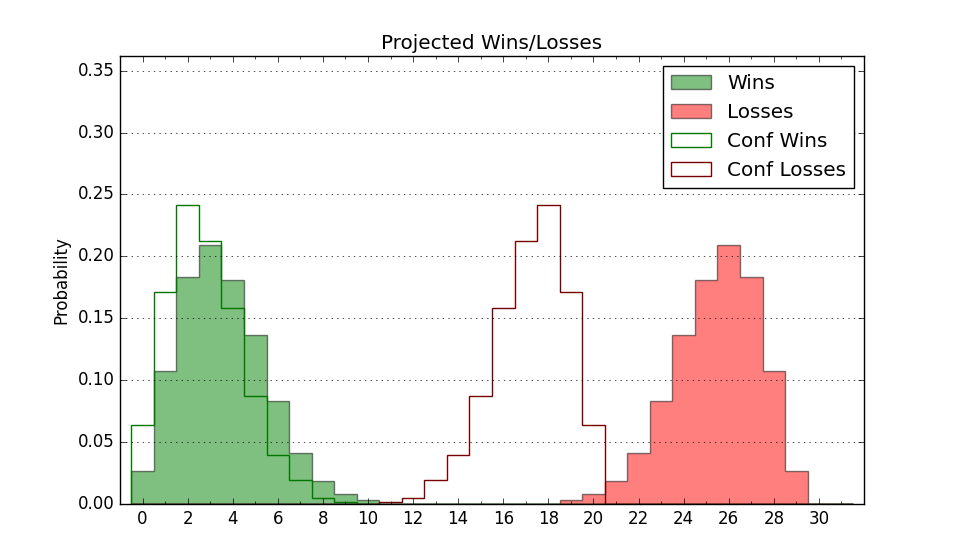 Projected Wins/Losses
0.35
0.30
0.25
0.20
0.15
0.10
0.05
0.00
Probability
Wins
Losses
Conf Wins
Conf Losses
0 2 4 6 8 10 12 14 16 18 20 22 24 26 28 30